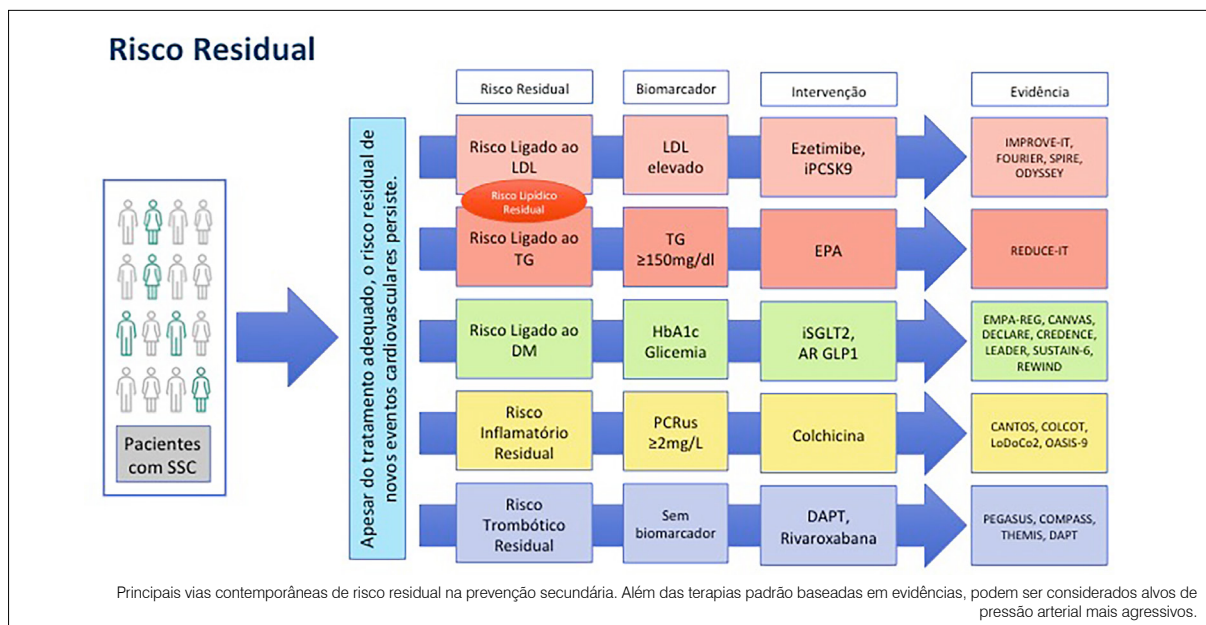 Risco Residual
Risco Residual
Biomarcador
Intervenção
Evidência
Pacientes
com SSC
Apesar do tratamento adequado, o risco residual de
novos eventos cardiovasculares persiste.
Risco Ligado ao
LDL
LDL
elevado
Ezetimibe,
iPCSK9
IMPROVE-IT,
FOURIER, SPIRE,
ODYSSEY
Risco Lipídico
Residual
Risco Ligado ao
TG
TG
≥150mg/dl
EPA
REDUCE-IT
Risco Ligado ao
DM
HbA1c
Glicemia
iSGLT2,
AR GLP1
EMPA-REG, CANVAS,
DECLARE, CREDENCE,
LEADER, SUSTAIN-6,
REWIND
Risco
Inflamatório
Residual
PCRus
≥2mg/L
Colchicina
CANTOS, COLCOT,
LoDoCo2, OASIS-9
Risco
Trombótico
Residual
Sem
biomarcador
DAPT,
Rivaroxabana
PEGASUS, COMPASS,
THEMIS, DAPT
Principais vias contemporâneas de risco residual na prevenção secundária. Além das terapias padrão baseadas em evidências, podem ser considerados alvos de
pressão arterial mais agressivos.